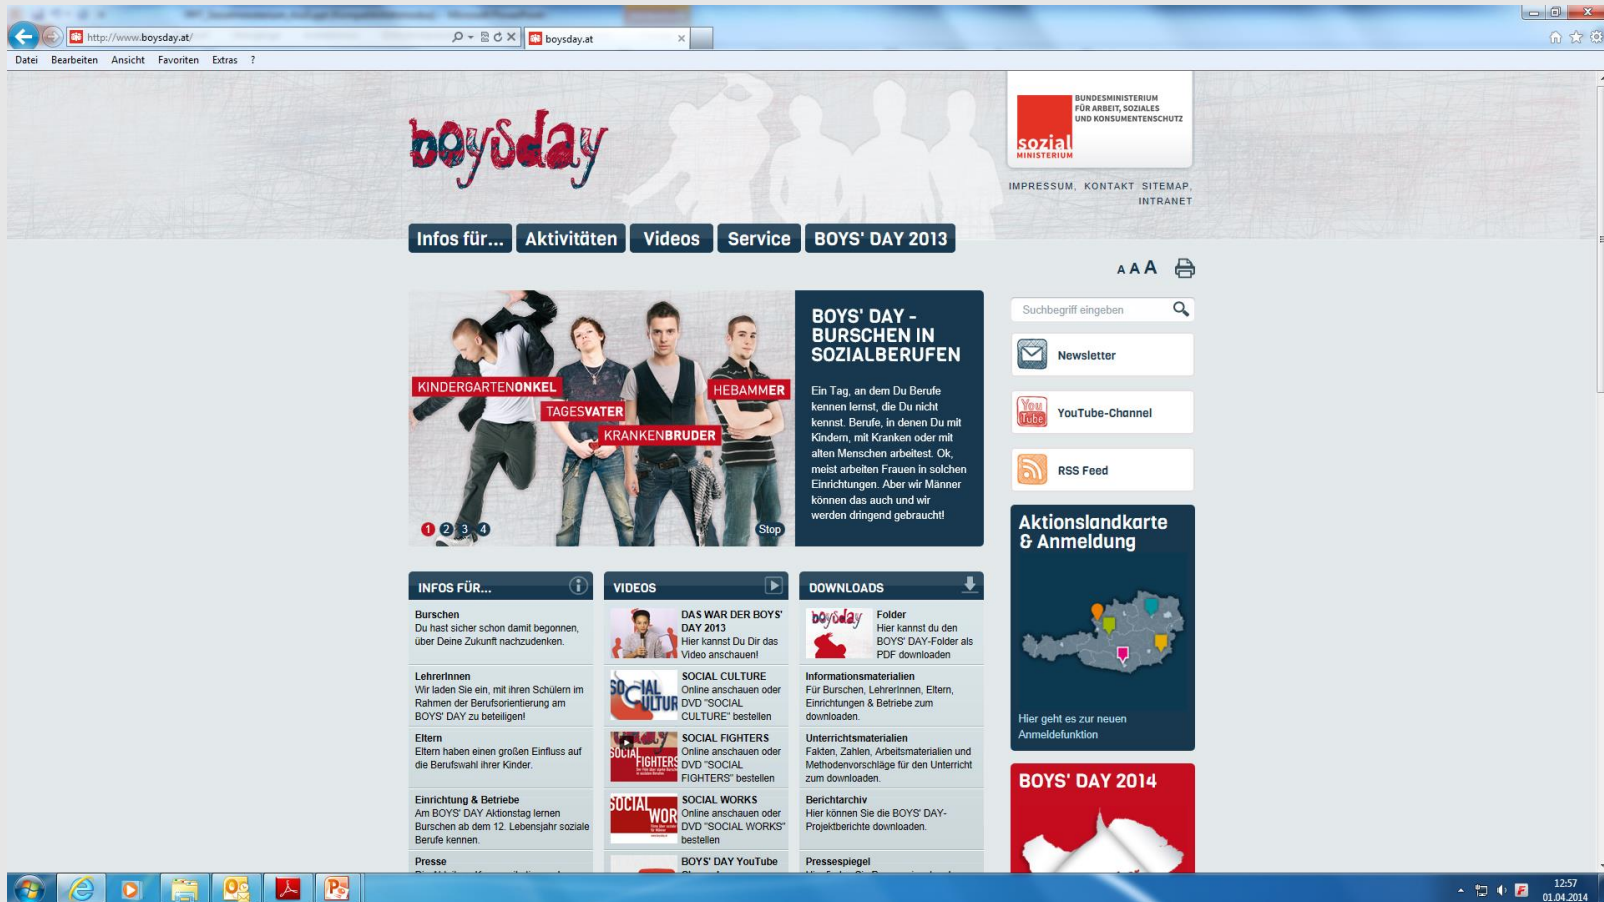 http://www.boysday.at/
boysday.at
Datei Bearbeiten Ansicht Favoriten Extras ?
boysday
BUNDESMINISTERIUM
FÜR ARBEIT, SOZIALES
UND KONSUMENTENSCHUTZ
sozial
MINISTERIUM
IMPRESSUM, KONTAKT SITEMAP,
INTRANET
Infos für... Aktivitäten Videos Service BOYS' DAY 2013
A A A
KINDERGARTENONKEL
TAGESVATER
KRANKENBRUDER
HEBAMMER
1 2 3 4
Stop
BOYS' DAY -
BURSCHEN IN
SOZIALBERUFEN
Ein Tag, an dem Du Berufe
kennen lernst, die Du nicht
kennst. Berufe, in denen Du mit
Kindern, mit Kranken oder mit
alten Menschen arbeitest. Ok,
meist arbeiten Frauen in solchen
Einrichtungen. Aber wir Männer
können das auch und wir
werden dringend gebraucht!
Suchbegriff eingeben
Newsletter
You Tube
YouTube-Channel
RSS Feed
Aktionslandkarte
& Anmeldung
Hier geht es zur neuen
Anmeldefunktion
BOYS' DAY 2014
INFOS FÜR...
Burschen
Du hast sicher schon damit begonnen,
über Deine Zukunft nachzudenken.
LehrerInnen
Wir laden Sie ein, mit ihren Schülern im
Rahmen der Berufsorientierung am
BOYS' DAY zu beteiligen!
Eltern
Eltern haben einen großen Einfluss auf
die Berufswahl ihrer Kinder.
Einrichtung & Betriebe
Am BOYS' DAY Aktionstag lernen
Burschen ab dem 12. Lebensjahr soziale
Berufe kennen.
Presse
VIDEOS
DAS WAR DER BOYS'
DAY 2013
Hier kannst Du Dir das
Video anschauen!
SOCIAL CULTURE
Online anschauen oder
DVD "SOCIAL
CULTURE" bestellen
SOCIAL FIGHTERS
Online anschauen oder
DVD "SOCIAL
FIGHTERS" bestellen
SOCIAL WORKS
Online anschauen oder
DVD "SOCIAL WORKS"
bestellen
BOYS' DAY YouTube
DOWNLOADS
boysday
Folder
Hier kannst du den
BOYS' DAY-Folder als
PDF downloaden
Informationsmaterialien
Für Burschen, LehrerInnen, Eltern,
Einrichtungen & Betriebe zum
downloaden.
Unterrichtsmaterialien
Fakten, Zahlen, Arbeitsmaterialien und
Methodenvorschläge für den Unterricht
zum downloaden.
Berichtarchiv
Hier können Sie die BOYS' DAY-
Projektberichte downloaden.
Pressespiegel
12:57
01.04.2014